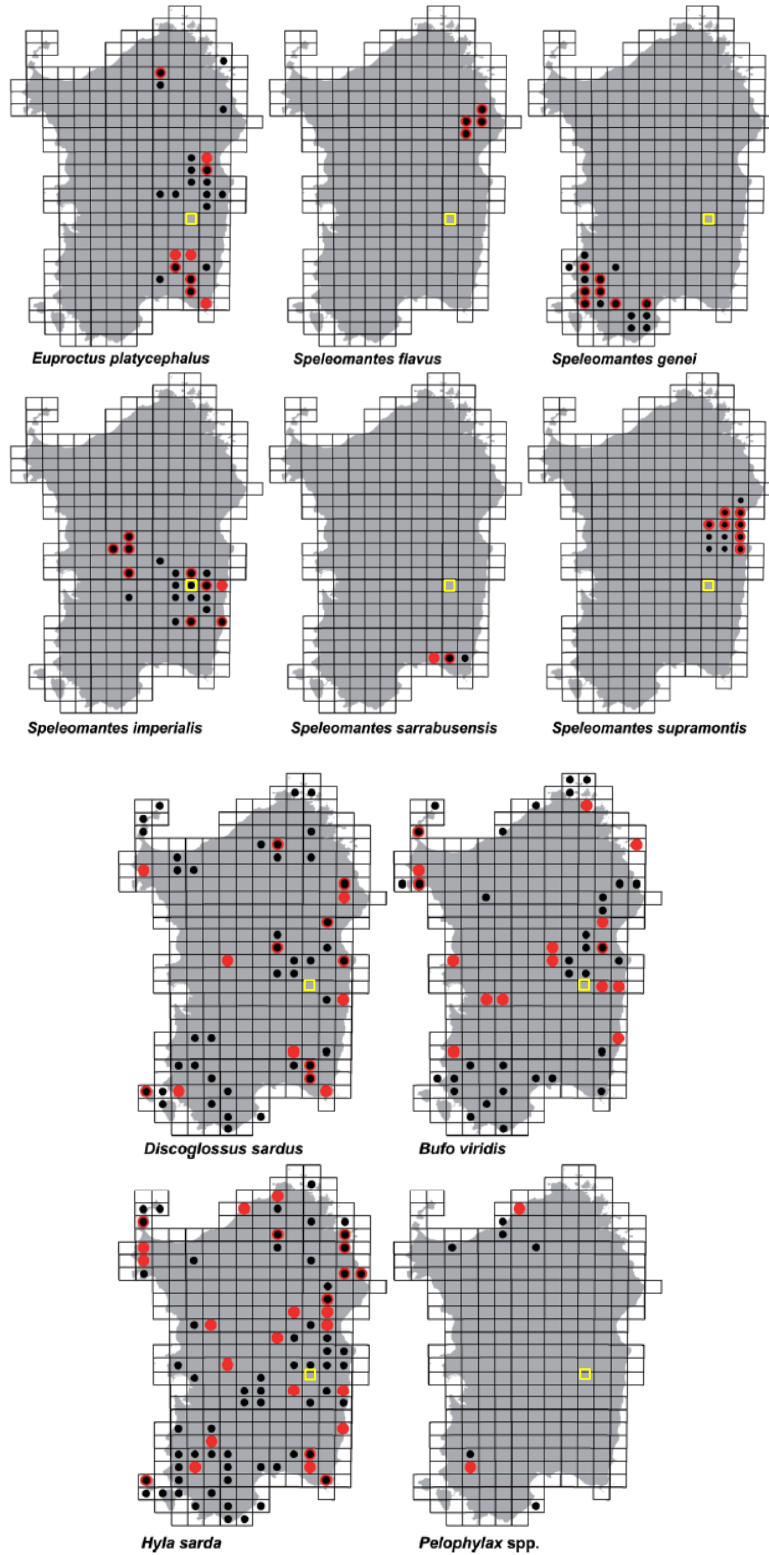 Euproctus platycephalus
Speleomantes flavus
Speleomantes genei
Speleomantes imperialis
Speleomantes sarrabusensis
Speleomantes supramontis
Discoglossus sardus
Bufo viridis
Hyla sarda
Pelophylax spp.